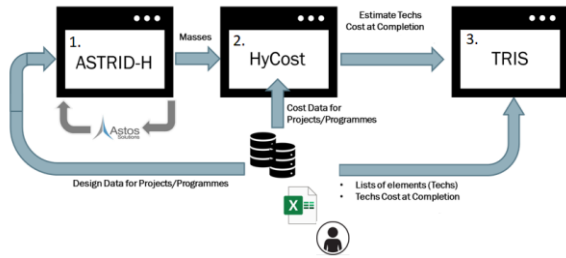 1.
ASTRID-H
Masses
2.
HyCost
Estimate Techs
Cost at Completion
3.
TRIS
Astos
Solutions
Cost Data for
Projects/Programmes
Design Data for Projects/Programmes
• Lists of elements (Techs)
• Techs Cost at Completion
X